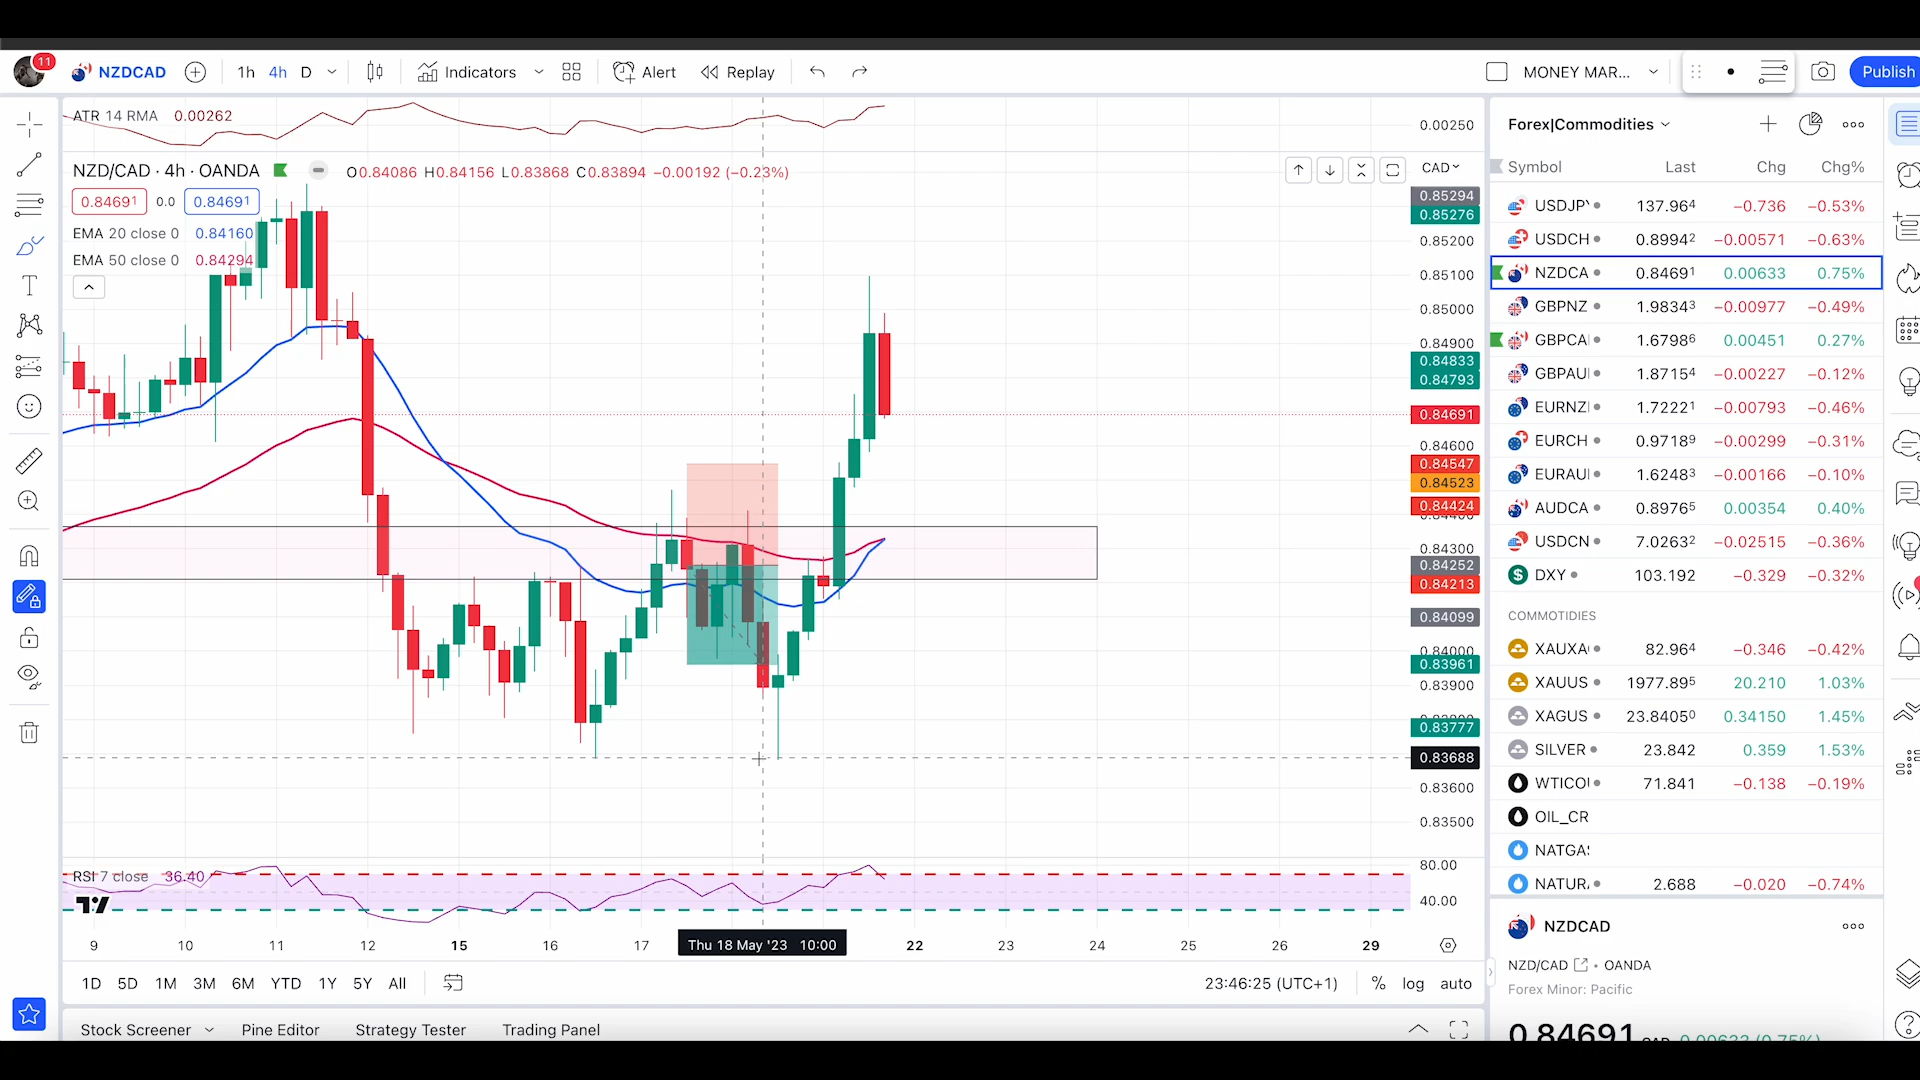 11 NZDCAD 1h 4h D Indicators Alert Replay MONEY MAR... Publish
ATR 14 RMA 0.00262
NZD/CAD · 4h · OANDA O0.84086 H0.84156 L0.83868 C0.83894 −0.00192 (−0.23%)
0.84691 0.0 0.84691
EMA 20 close 0 0.84160
EMA 50 close 0 0.84294
0.00250
CAD
0.85294
0.85276
0.85200
0.85100
0.85000
0.84900
0.84833
0.84793
0.84691
0.84600
0.84547
0.84523
0.84424
0.84300
0.84252
0.84213
0.84099
0.84000
0.83961
0.83900
0.83777
0.83688
0.83600
0.83500
RSI 7 close 36.40
80.00
40.00
9 10 11 12 15 16 17 Thu 18 May '23 10:00 22 23 24 25 26 29
1D 5D 1M 3M 6M YTD 1Y 5Y All 23:46:25 (UTC+1) % log auto
Stock Screener Pine Editor Strategy Tester Trading Panel
Forex|Commodities
Symbol Last Chg Chg%
USDJPY 137.964 −0.736 −0.53%
USDCH 0.89942 −0.00571 −0.63%
NZDCA 0.84691 0.00633 0.75%
GBPNZ 1.98343 −0.00977 −0.49%
GBPCA 1.67986 0.00451 0.27%
GBPAU 1.87154 −0.00227 −0.12%
EURNZ 1.72221 −0.00793 −0.46%
EURCH 0.97189 −0.00299 −0.31%
EURAU 1.62483 −0.00166 −0.10%
AUDCA 0.89765 0.00354 0.40%
USDCN 7.02632 −0.02515 −0.36%
DXY 103.192 −0.329 −0.32%
COMMODITIES
XAUXA 82.964 −0.346 −0.42%
XAUUS 1977.895 20.210 1.03%
XAGUS 23.84050 0.34150 1.45%
SILVER 23.842 0.359 1.53%
WTICO 71.841 −0.138 −0.19%
OIL_CR
NATGA
NATUR 2.688 −0.020 −0.74%
NZDCAD
NZD/CAD · OANDA
Forex Minor: Pacific
0.84691 CAD 0.00633 (0.75%)